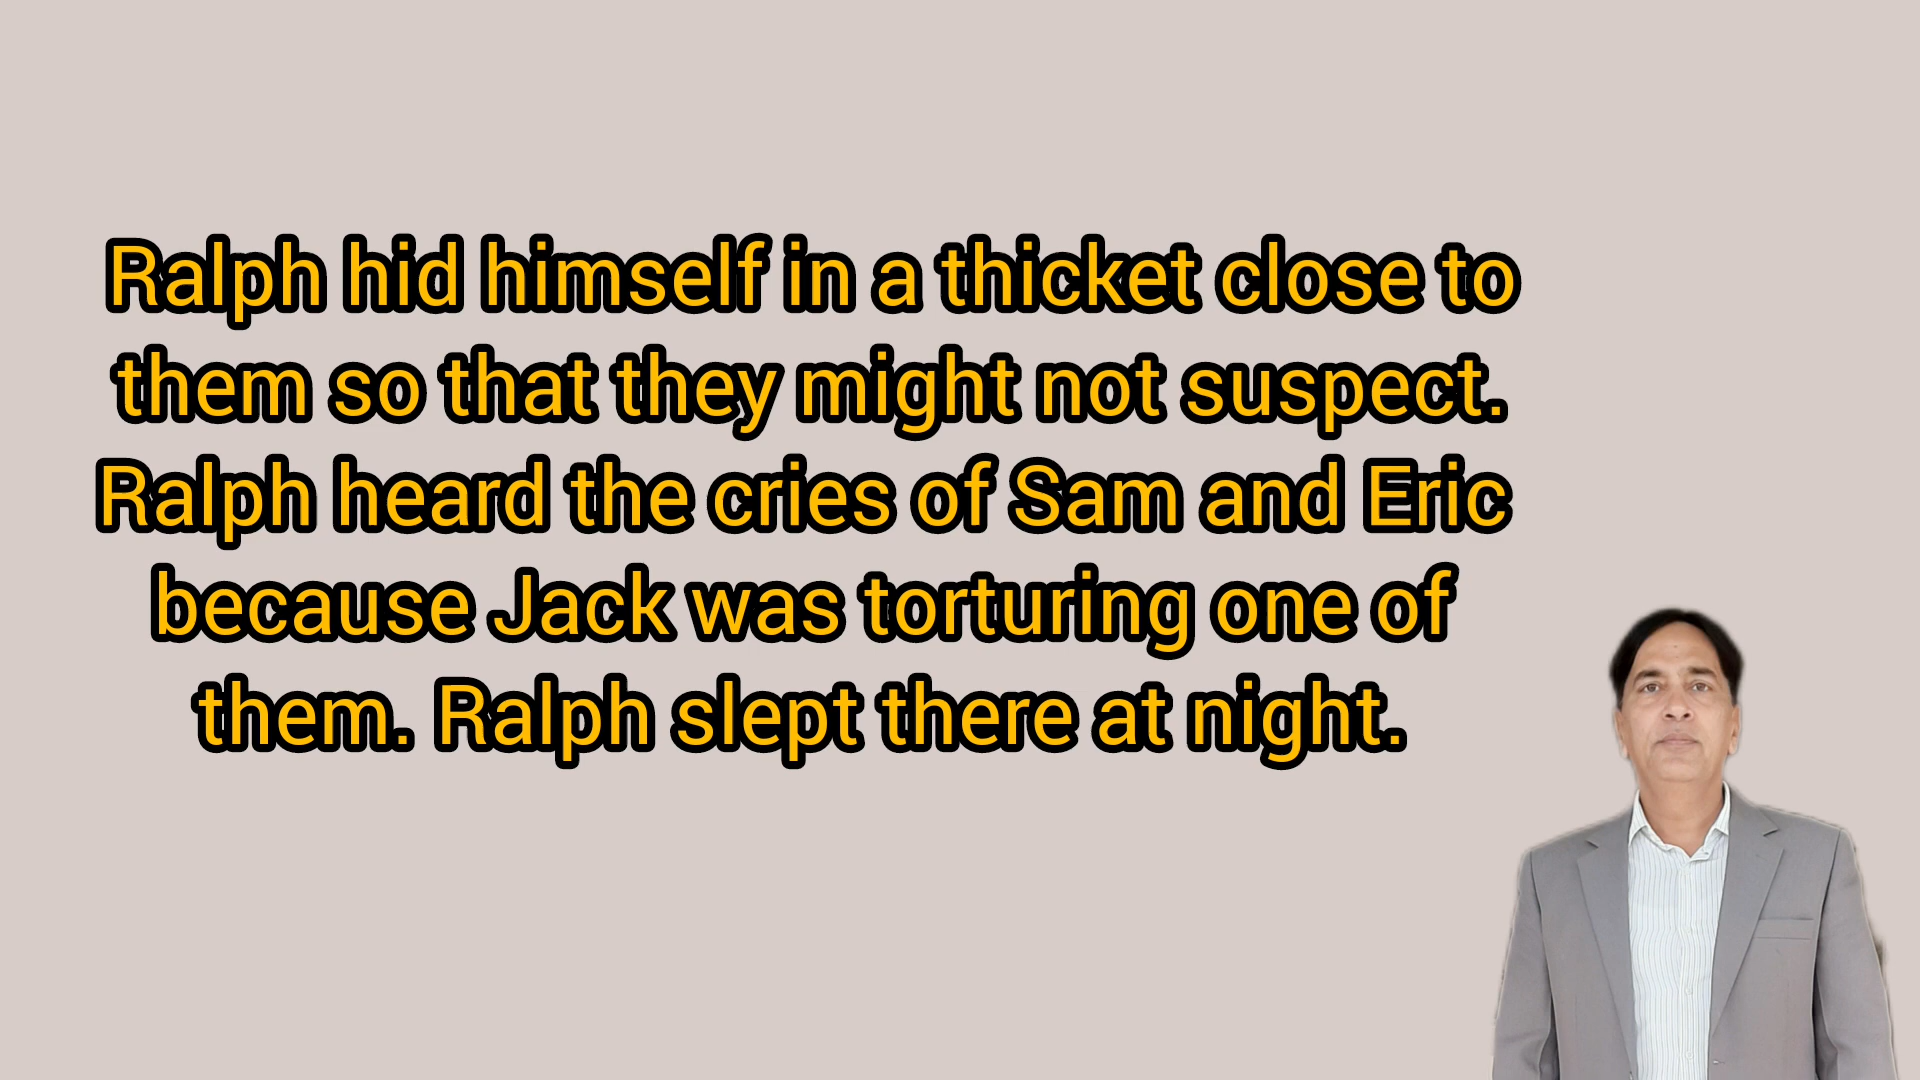 Ralph hid himself in a thicket close to
them so that they might not suspect.
Ralph heard the cries of Sam and Eric
because Jack was torturing one of
them. Ralph slept there at night.